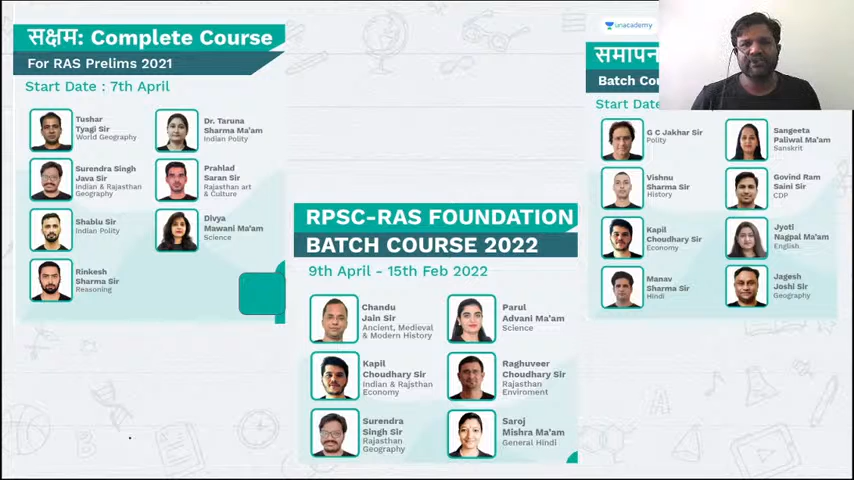 सक्षम: Complete Course
For RAS Prelims 2021
Start Date : 7th April
Tushar
Tyagi Sir
World Geography
Dr. Taruna
Sharma Ma'am
Indian Polity
Surendra Singh
Java Sir
Indian & Rajasthan
Geography
Prahlad
Saran Sir
Rajasthan art
& Culture
Shablu Sir
Indian Polity
Divya
Mawani Ma'am
Science
Rinkesh
Sharma Sir
Reasoning
RPSC-RAS FOUNDATION
BATCH COURSE 2022
9th April - 15th Feb 2022
Chandu
Jain Sir
Ancient, Medieval
& Modern History
Parul
Advani Ma'am
Science
Kapil
Choudhary Sir
Indian & Rajsthan
Economy
Raghuveer
Choudhary Sir
Rajasthan
Enviroment
Surendra
Singh Sir
Rajasthan
Geography
Saroj
Mishra Ma'am
General Hindi
unacademy
समापन
Batch Cou
Start Date
G C Jakhar Sir
Polity
Sangeeta
Paliwal Ma'am
Sanskrit
Vishnu
Sharma Sir
History
Govind Ram
Saini Sir
CDP
Kapil
Choudhary Sir
Economy
Jyoti
Nagpal Ma'am
English
Manav
Sharma Sir
Hindi
Jagesh
Joshi Sir
Geography